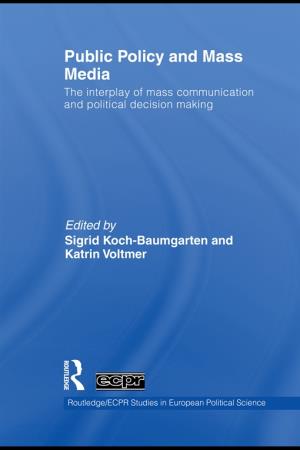 Public Policy and Mass
Media
The interplay of mass communication
and political decision making
Edited by
Sigrid Koch-Baumgarten and
Katrin Voltmer
ROUTLEDGE
ecpr
Routledge/ECPR Studies in European Political Science